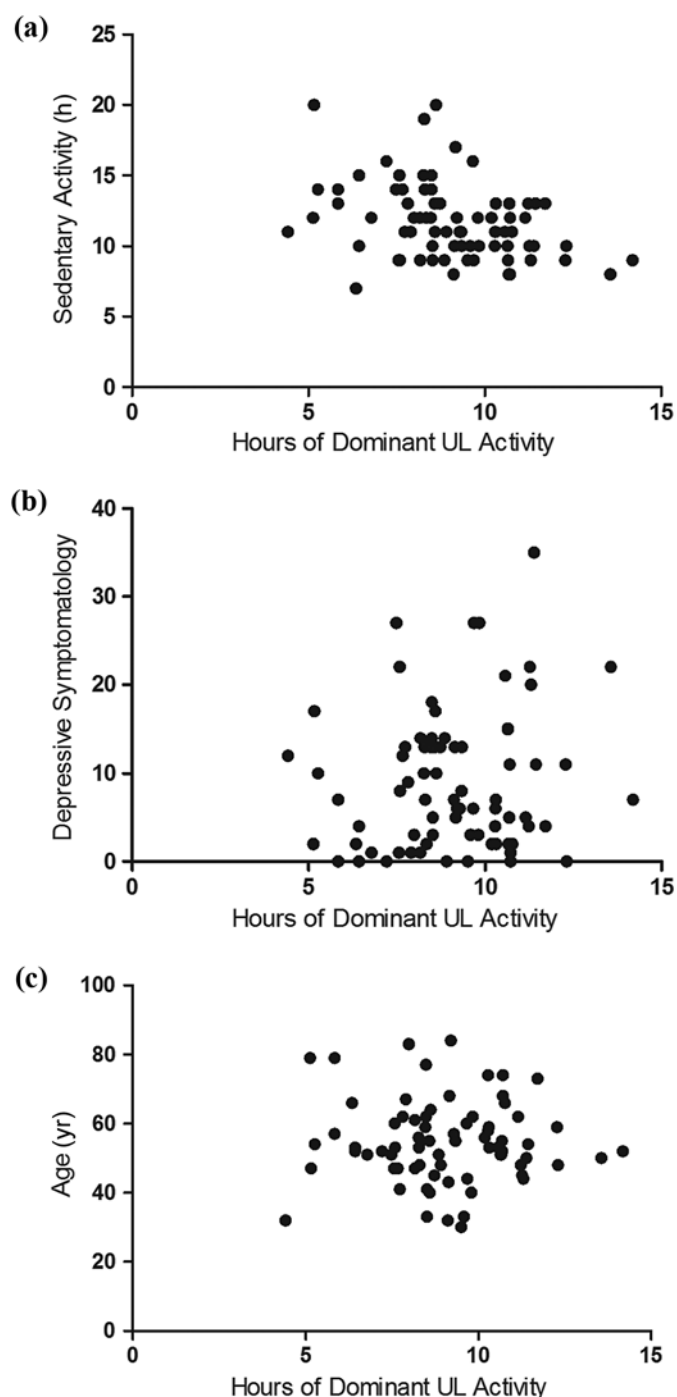 (a)
Sedentary Activity (h)
25
20
15
10
5
0
0 5 10 15
Hours of Dominant UL Activity
(b)
Depressive Symptomatology
40
30
20
10
0
0 5 10 15
Hours of Dominant UL Activity
(c)
Age (yr)
100
80
60
40
20
0
0 5 10 15
Hours of Dominant UL Activity